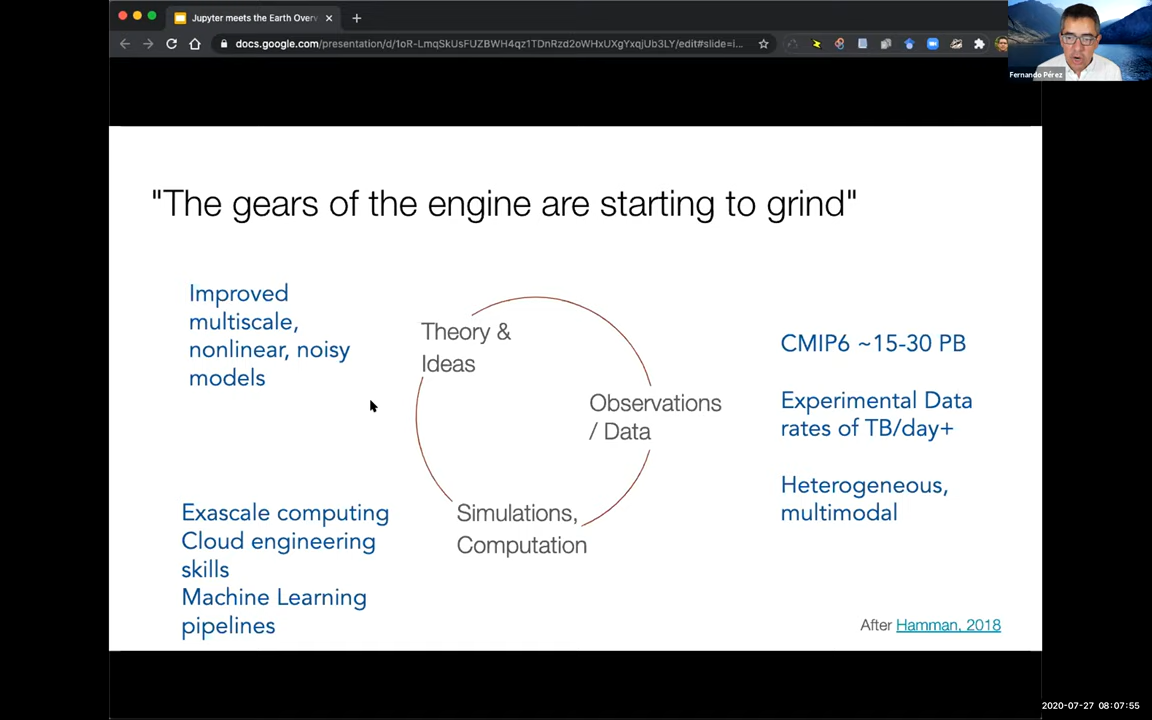 Jupyter meets the Earth Overv
docs.google.com/presentation/d/1oR-LmqSkUsFUZBWH4qz1TDnRzd2oWHxUXgYxqjUb3LY/edit#slide=i...
Fernando Pérez
"The gears of the engine are starting to grind"
Improved
multiscale,
nonlinear, noisy
models
Theory &
Ideas
Observations
/ Data
CMIP6 ~15-30 PB
Experimental Data
rates of TB/day+
Heterogeneous,
multimodal
Simulations,
Computation
Exascale computing
Cloud engineering
skills
Machine Learning
pipelines
After Hamman, 2018
2020-07-27 08:07:55